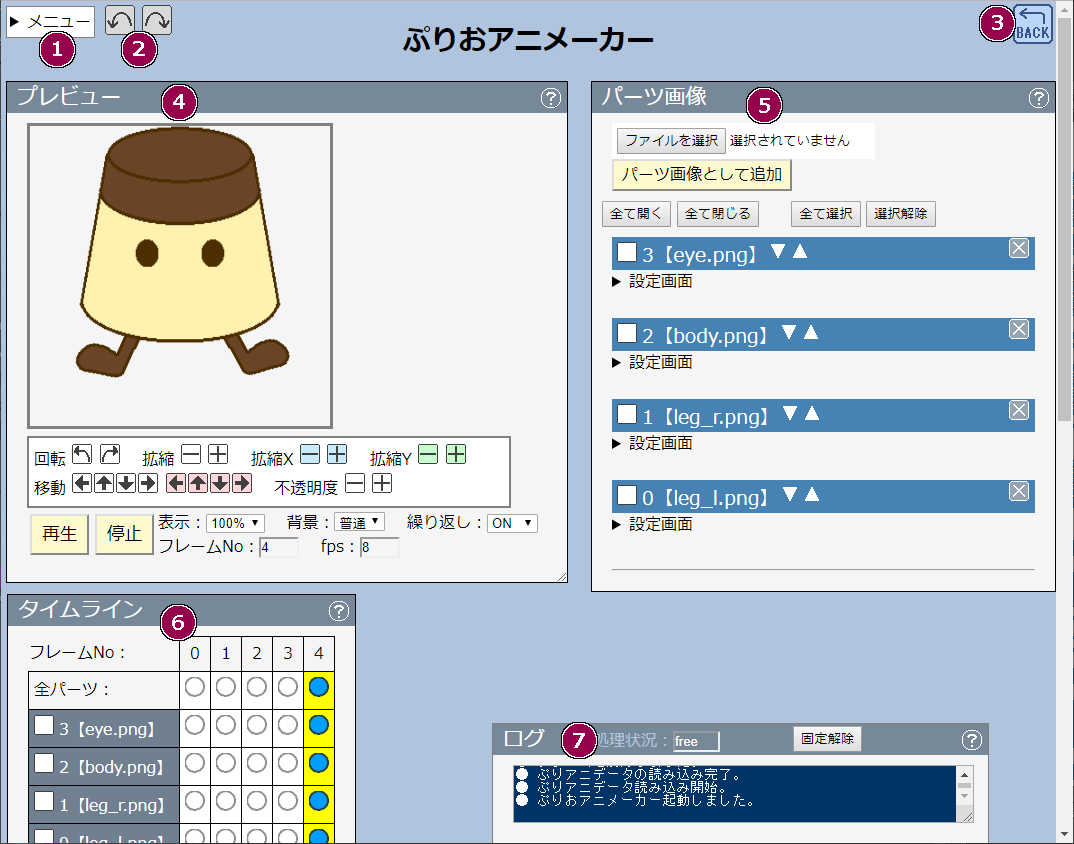 ▶ メニュー
1
2
ぷりおアニメーカー
3
BACK
プレビュー
4
?
回転 拡縮 拡縮X 拡縮Y
移動 不透明度
再生 停止
表示： 100% ▼ 背景： 普通 ▼ 繰り返し： ON ▼
フレームNo： 4 fps： 8
パーツ画像
5
?
ファイルを選択 選択されていません
パーツ画像として追加
全て開く 全て閉じる 全て選択 選択解除
3【eye.png】 ▼ ▲
▶ 設定画面
2【body.png】 ▼ ▲
▶ 設定画面
1【leg_r.png】 ▼ ▲
▶ 設定画面
0【leg_l.png】 ▼ ▲
▶ 設定画面
タイムライン
6
?
フレームNo： 0 1 2 3 4
全パーツ：
3【eye.png】
2【body.png】
1【leg_r.png】
0【leg_l.png】
ログ
7
処理状況： free
固定解除
?
● ぷりアニデータの読み込み完了。
● ぷりアニデータ読み込み開始。
● ぷりおアニメーカー起動しました。